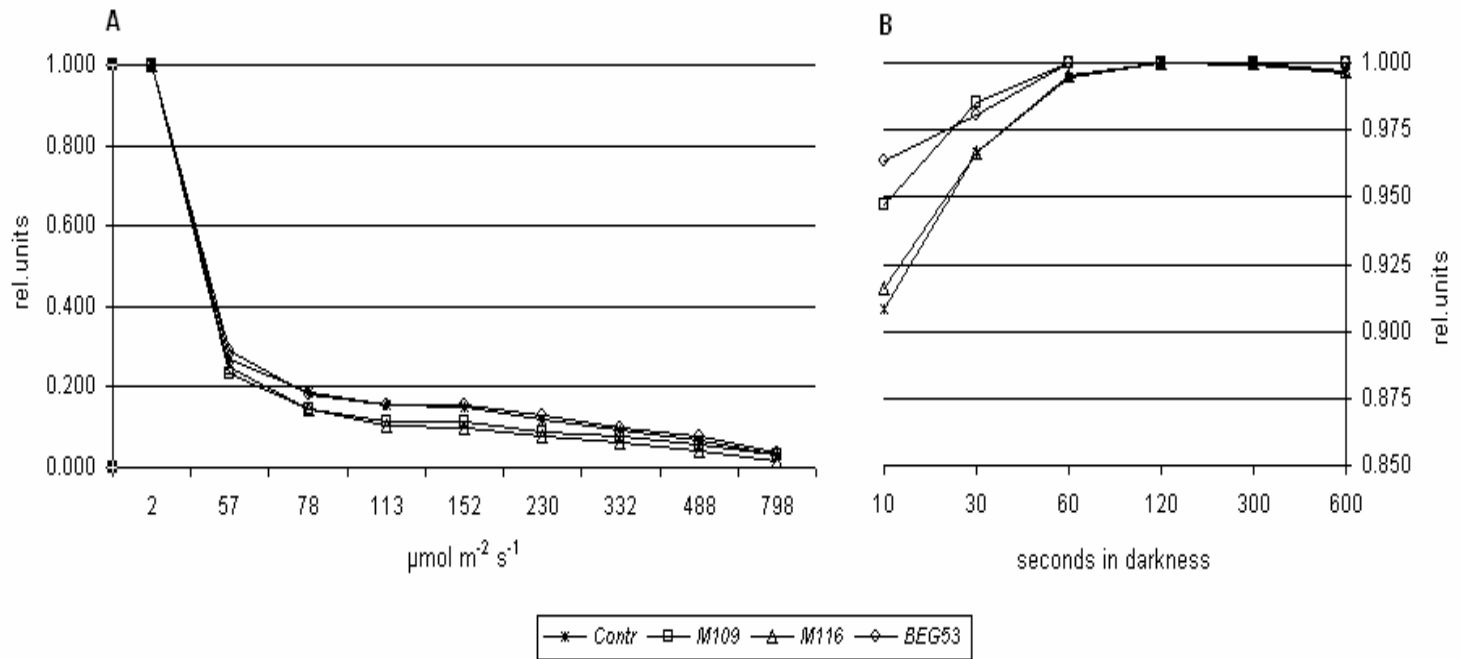 A
B
1.000
0.800
0.600
0.400
0.200
0.000
rel.units
2 57 78 113 152 230 332 488 798
µmol m⁻² s⁻¹
1.000
0.975
0.950
0.925
0.900
0.875
0.850
rel.units
10 30 60 120 300 600
seconds in darkness
Contr M109 M116 BEG53